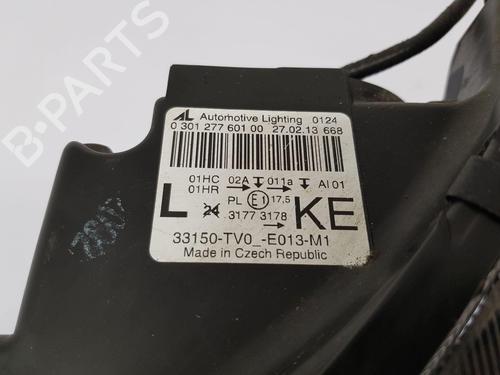 AL Automotive Lighting 0124
0 301 277 601 00 27.02.13 668
01HC 02A 011a AI 01
01HR
PL E1 17,5
L 24 3177 3178 KE
33150-TV0_-E013-M1
Made in Czech Republic
B-PARTS